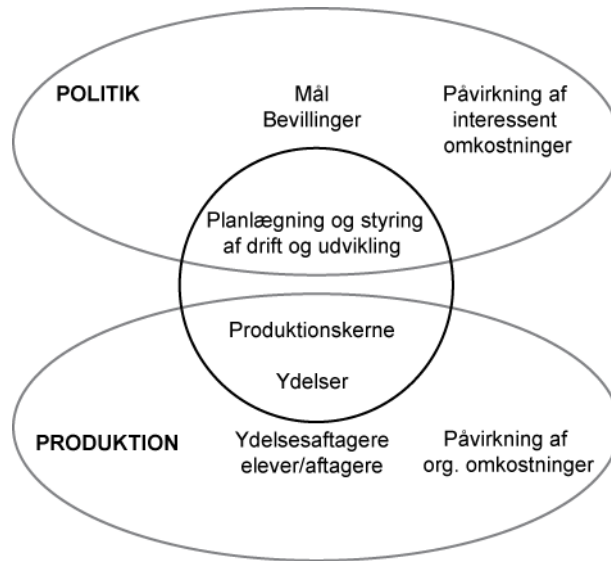 POLITIK
Mål
Bevillinger
Påvirkning af
interessent
omkostninger
Planlægning og styring
af drift og udvikling
Produktionskerne
Ydelser
PRODUKTION
Ydelsesaftagere
elever/aftagere
Påvirkning af
org. omkostninger